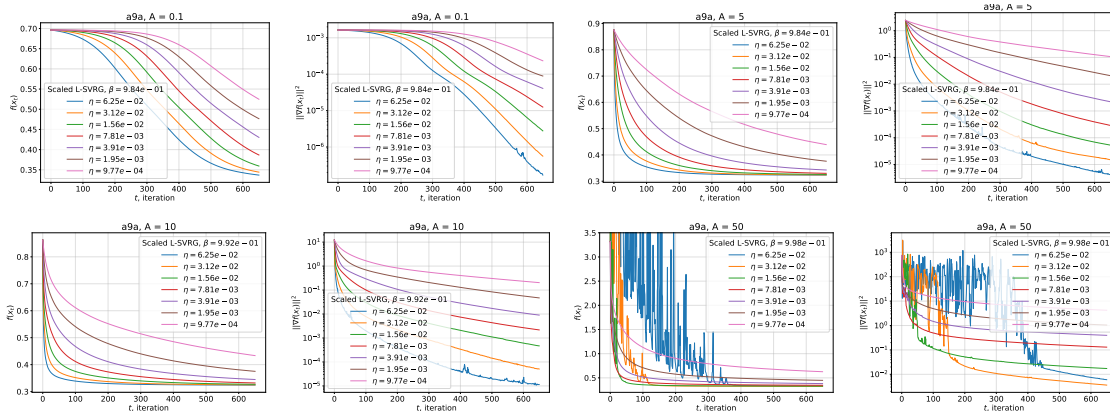 a9a, A = 0.1
0.70
0.65
0.60
0.55
0.50
0.45
0.40
0.35
f(x_t)
Scaled L-SVRG, β = 9.84e−01
η = 6.25e − 02
η = 3.12e − 02
η = 1.56e − 02
η = 7.81e − 03
η = 3.91e − 03
η = 1.95e − 03
η = 9.77e − 04
0 100 200 300 400 500 600
t, iteration
a9a, A = 0.1
10⁻³
10⁻⁴
10⁻⁵
10⁻⁶
||∇f(x_t)||²
Scaled L-SVRG, β = 9.84e−01
η = 6.25e − 02
η = 3.12e − 02
η = 1.56e − 02
η = 7.81e − 03
η = 3.91e − 03
η = 1.95e − 03
η = 9.77e − 04
0 100 200 300 400 500 600
t, iteration
a9a, A = 5
0.9
0.8
0.7
0.6
0.5
0.4
0.3
f(x_t)
Scaled L-SVRG, β = 9.84e − 01
η = 6.25e − 02
η = 3.12e − 02
η = 1.56e − 02
η = 7.81e − 03
η = 3.91e − 03
η = 1.95e − 03
η = 9.77e − 04
0 100 200 300 400 500 600
t, iteration
a9a, A = 5
10⁰
10⁻¹
10⁻²
10⁻³
10⁻⁴
10⁻⁵
||∇f(x_t)||²
Scaled L-SVRG, β = 9.84e−01
η = 6.25e − 02
η = 3.12e − 02
η = 1.56e − 02
η = 7.81e − 03
η = 3.91e − 03
η = 1.95e − 03
η = 9.77e − 04
0 100 200 300 400 500 600
t, iteration
a9a, A = 10
0.8
0.7
0.6
0.5
0.4
0.3
f(x_t)
Scaled L-SVRG, β = 9.92e − 01
η = 6.25e − 02
η = 3.12e − 02
η = 1.56e − 02
η = 7.81e − 03
η = 3.91e − 03
η = 1.95e − 03
η = 9.77e − 04
0 100 200 300 400 500 600
t, iteration
a9a, A = 10
10¹
10⁰
10⁻¹
10⁻²
10⁻³
10⁻⁴
10⁻⁵
||∇f(x_t)||²
Scaled L-SVRG, β = 9.92e − 01
η = 6.25e − 02
η = 3.12e − 02
η = 1.56e − 02
η = 7.81e − 03
η = 3.91e − 03
η = 1.95e − 03
η = 9.77e − 04
0 100 200 300 400 500 600
t, iteration
a9a, A = 50
3.5
3.0
2.5
2.0
1.5
1.0
0.5
f(x_t)
Scaled L-SVRG, β = 9.98e − 01
η = 6.25e − 02
η = 3.12e − 02
η = 1.56e − 02
η = 7.81e − 03
η = 3.91e − 03
η = 1.95e − 03
η = 9.77e − 04
0 100 200 300 400 500 600
t, iteration
a9a, A = 50
10³
10²
10¹
10⁰
10⁻¹
10⁻²
||∇f(x_t)||²
Scaled L-SVRG, β = 9.98e − 01
η = 6.25e − 02
η = 3.12e − 02
η = 1.56e − 02
η = 7.81e − 03
η = 3.91e − 03
η = 1.95e − 03
η = 9.77e − 04
0 100 200 300 400 500 600
t, iteration